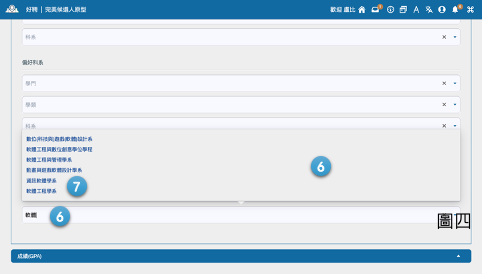 好聘 | 完美候選人原型 歡迎 盧比
科系
偏好科系
學門
學類
科系
數位(科技與)遊戲(軟體)設計系
軟體工程與數位創意學位學程
軟體工程與管理學系
動畫與遊戲軟體設計學系
資訊軟體學系
軟體工程學系
6
7
軟體
6
圖四
成績(GPA)